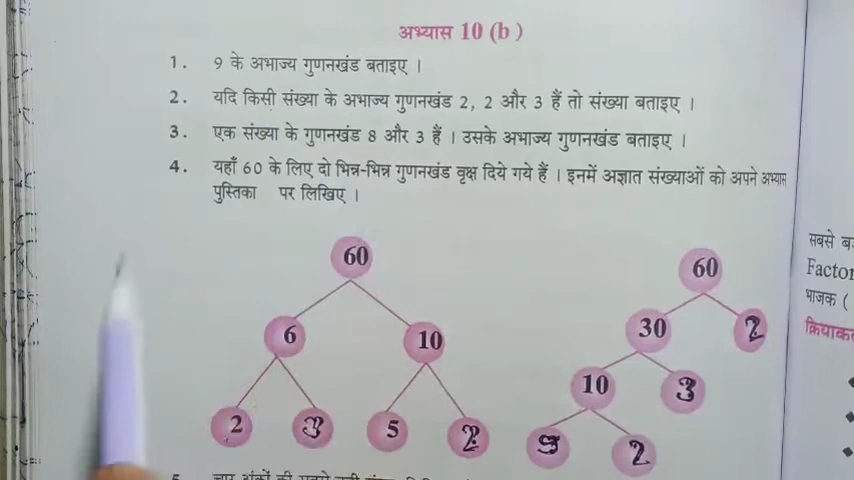 अभ्यास 10 (b)
1. 9 के अभाज्य गुणनखंड बताइए ।
2. यदि किसी संख्या के अभाज्य गुणनखंड 2, 2 और 3 हैं तो संख्या बताइए ।
3. एक संख्या के गुणनखंड 8 और 3 हैं । उसके अभाज्य गुणनखंड बताइए ।
4. यहाँ 60 के लिए दो भिन्न-भिन्न गुणनखंड वृक्ष दिये गये हैं । इनमें अज्ञात संख्याओं को अपने अभ्यास
पुस्तिका पर लिखिए ।
60
6 10
2 3 5 2
60
30 2
10 3
5 2
Factor
भाजक (